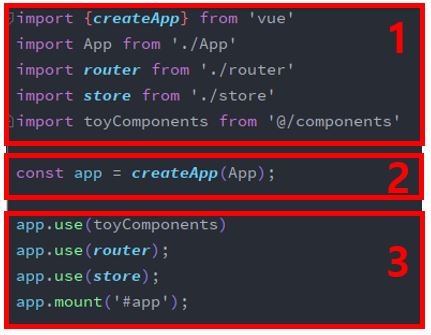 import {createApp} from 'vue'
import App from './App'
import router from './router'
import store from './store'
import toyComponents from '@/components'
1
const app = createApp(App);
2
app.use(toyComponents)
app.use(router);
app.use(store);
app.mount('#app');
3